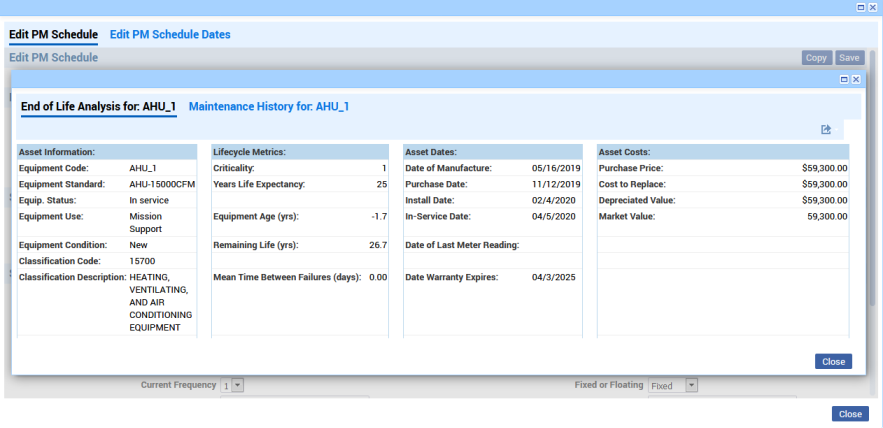 Edit PM Schedule Edit PM Schedule Dates
Edit PM Schedule Copy Save
End of Life Analysis for: AHU_1 Maintenance History for: AHU_1
Asset Information: Lifecycle Metrics: Asset Dates: Asset Costs:
Equipment Code: AHU_1 Criticality: 1 Date of Manufacture: 05/16/2019 Purchase Price: $59,300.00
Equipment Standard: AHU-15000CFM Years Life Expectancy: 25 Purchase Date: 11/12/2019 Cost to Replace: $59,300.00
Equip. Status: In service Install Date: 02/4/2020 Depreciated Value: $59,300.00
Equipment Use: Mission Equipment Age (yrs): -1.7 In-Service Date: 04/5/2020 Market Value: 59,300.00
Support
Equipment Condition: New Remaining Life (yrs): 26.7 Date of Last Meter Reading:
Classification Code: 15700
Classification Description: HEATING, Mean Time Between Failures (days): 0.00 Date Warranty Expires: 04/3/2025
VENTILATING,
AND AIR
CONDITIONING
EQUIPMENT
Close
Current Frequency 1 Fixed or Floating Fixed
Close